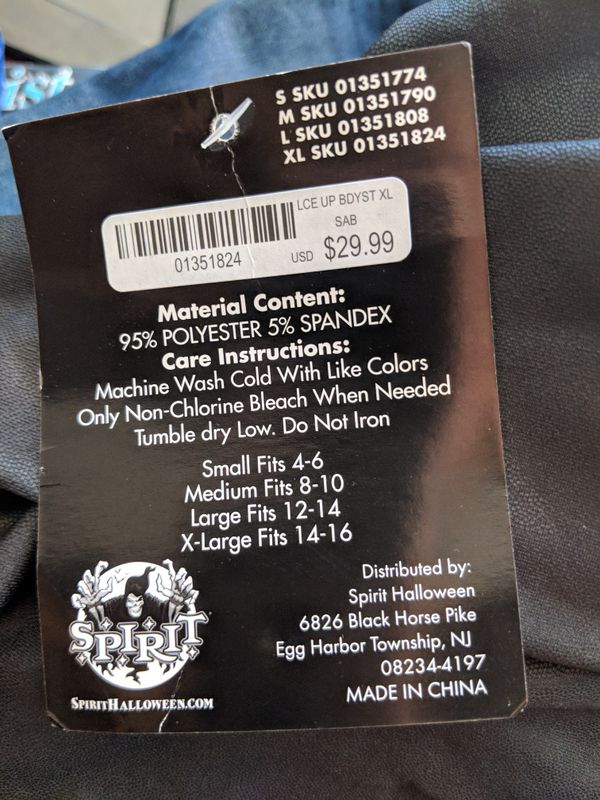 S SKU 01351774
M SKU 01351790
L SKU 01351808
XL SKU 01351824
LCE UP BDYST XL
SAB
01351824
USD $29.99
Material Content:
95% POLYESTER 5% SPANDEX
Care Instructions:
Machine Wash Cold With Like Colors
Only Non-Chlorine Bleach When Needed
Tumble dry Low. Do Not Iron
Small Fits 4-6
Medium Fits 8-10
Large Fits 12-14
X-Large Fits 14-16
SPIRIT
SPIRITHALLOWEEN.COM
Distributed by:
Spirit Halloween
6826 Black Horse Pike
Egg Harbor Township, NJ
08234-4197
MADE IN CHINA